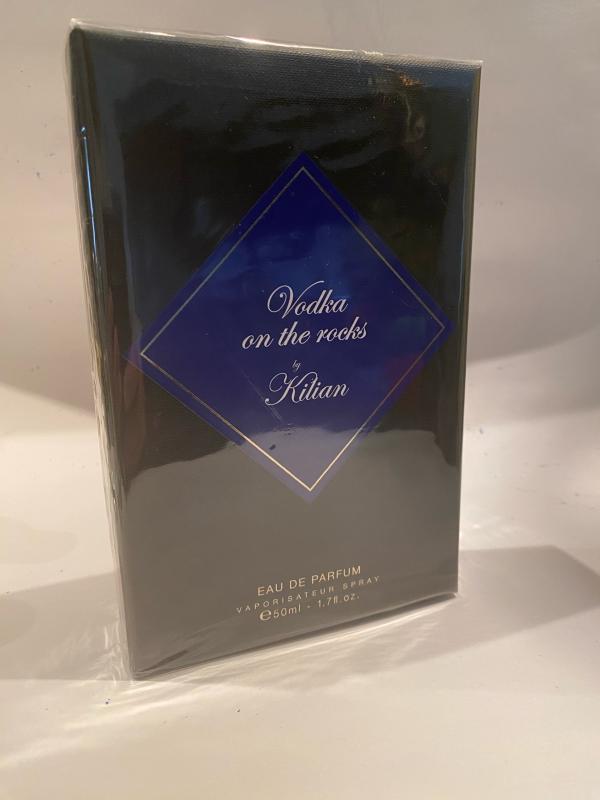 Vodka
on the rocks
by
Kilian
EAU DE PARFUM
VAPORISATEUR SPRAY
℮50ml - 1.7fl.oz.